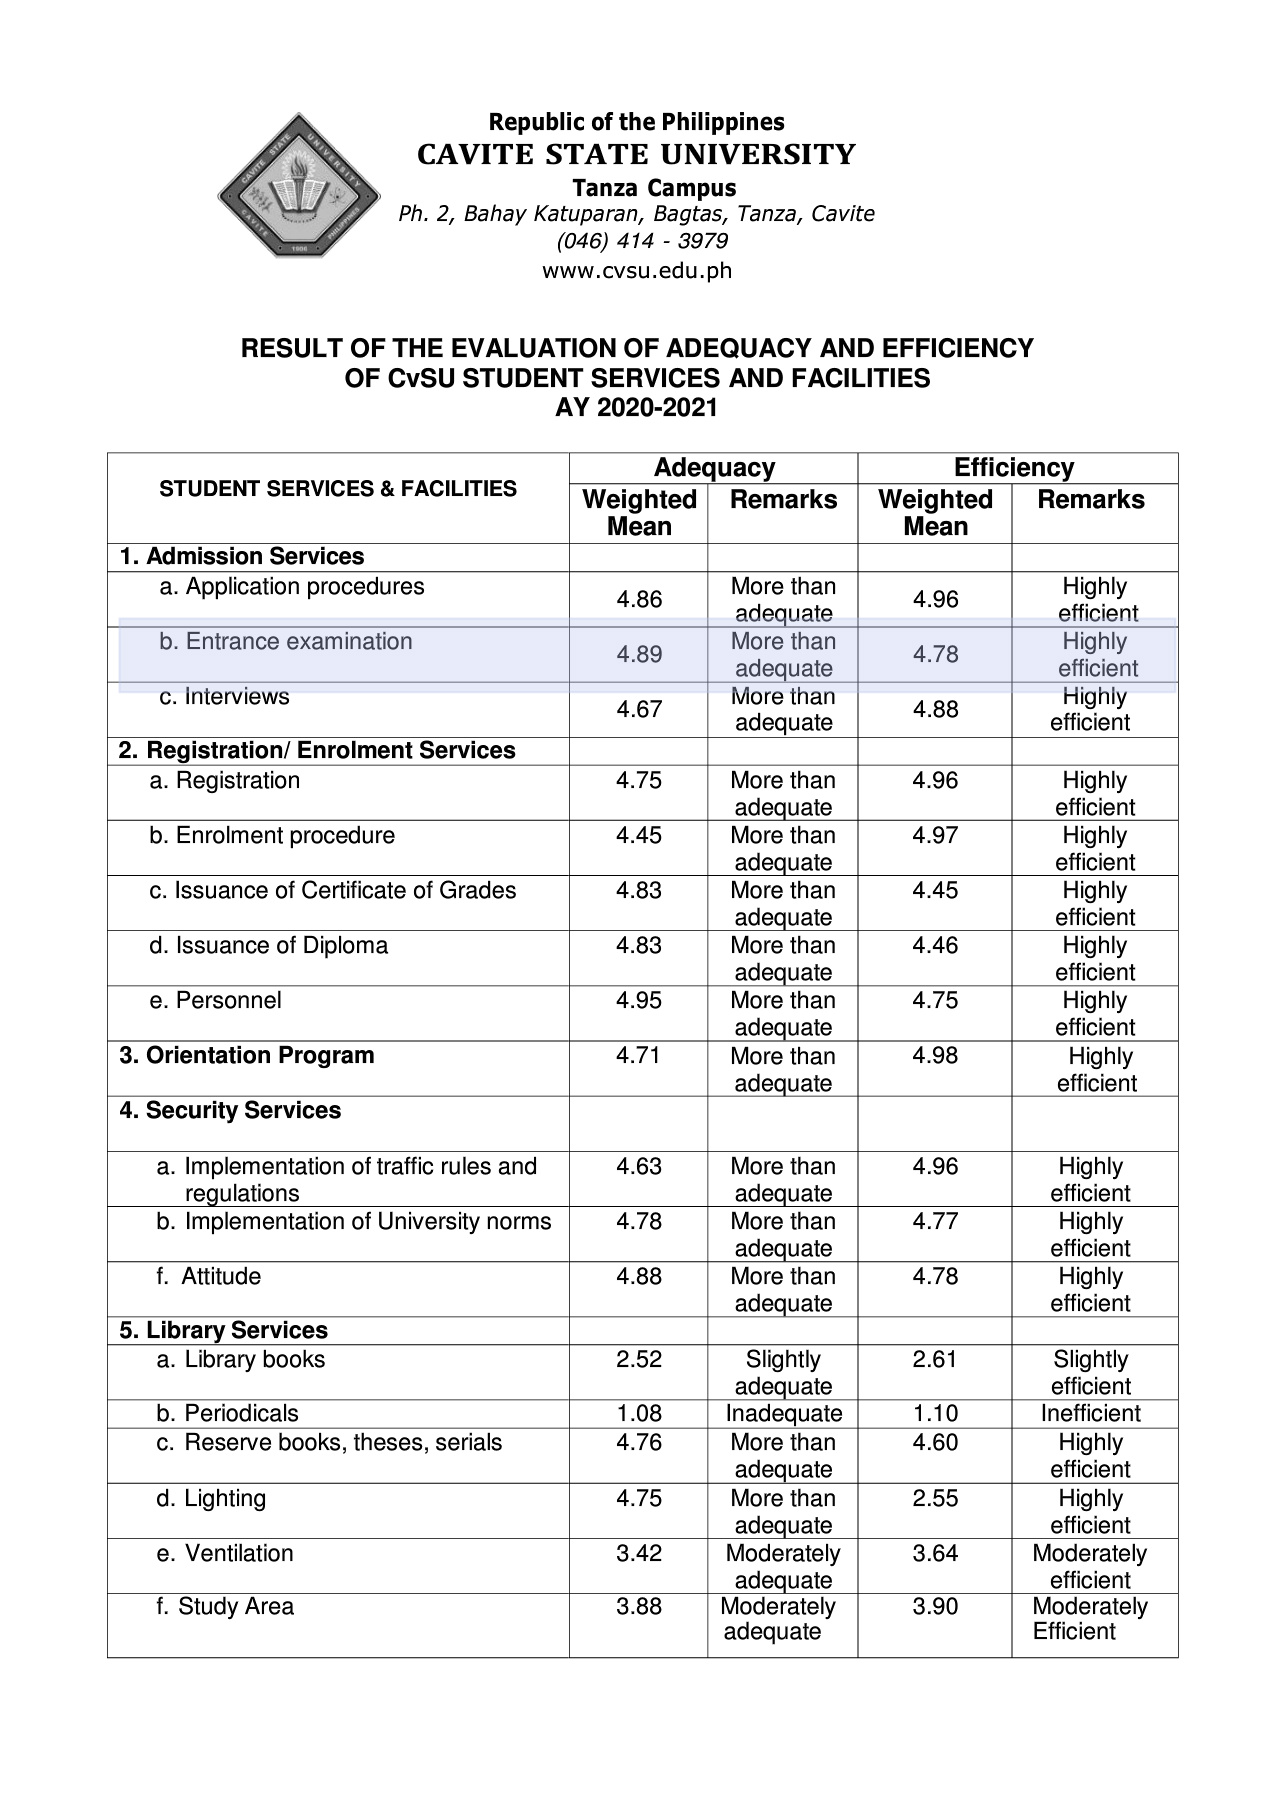 CAVITE STATE UNIVERSITY
CAVITE PHILIPPINES
1906
Republic of the Philippines
CAVITE STATE UNIVERSITY
Tanza Campus
Ph. 2, Bahay Katuparan, Bagtas, Tanza, Cavite
(046) 414 - 3979
www.cvsu.edu.ph
RESULT OF THE EVALUATION OF ADEQUACY AND EFFICIENCY
OF CvSU STUDENT SERVICES AND FACILITIES
AY 2020-2021
STUDENT SERVICES & FACILITIES Adequacy Efficiency
Weighted Mean Remarks Weighted Mean Remarks
1. Admission Services
a. Application procedures 4.86 More than adequate 4.96 Highly efficient
b. Entrance examination 4.89 More than adequate 4.78 Highly efficient
c. Interviews 4.67 More than adequate 4.88 Highly efficient
2. Registration/ Enrolment Services
a. Registration 4.75 More than adequate 4.96 Highly efficient
b. Enrolment procedure 4.45 More than adequate 4.97 Highly efficient
c. Issuance of Certificate of Grades 4.83 More than adequate 4.45 Highly efficient
d. Issuance of Diploma 4.83 More than adequate 4.46 Highly efficient
e. Personnel 4.95 More than adequate 4.75 Highly efficient
3. Orientation Program 4.71 More than adequate 4.98 Highly efficient
4. Security Services
a. Implementation of traffic rules and regulations 4.63 More than adequate 4.96 Highly efficient
b. Implementation of University norms 4.78 More than adequate 4.77 Highly efficient
f. Attitude 4.88 More than adequate 4.78 Highly efficient
5. Library Services
a. Library books 2.52 Slightly adequate 2.61 Slightly efficient
b. Periodicals 1.08 Inadequate 1.10 Inefficient
c. Reserve books, theses, serials 4.76 More than adequate 4.60 Highly efficient
d. Lighting 4.75 More than adequate 2.55 Highly efficient
e. Ventilation 3.42 Moderately adequate 3.64 Moderately efficient
f. Study Area 3.88 Moderately adequate 3.90 Moderately Efficient